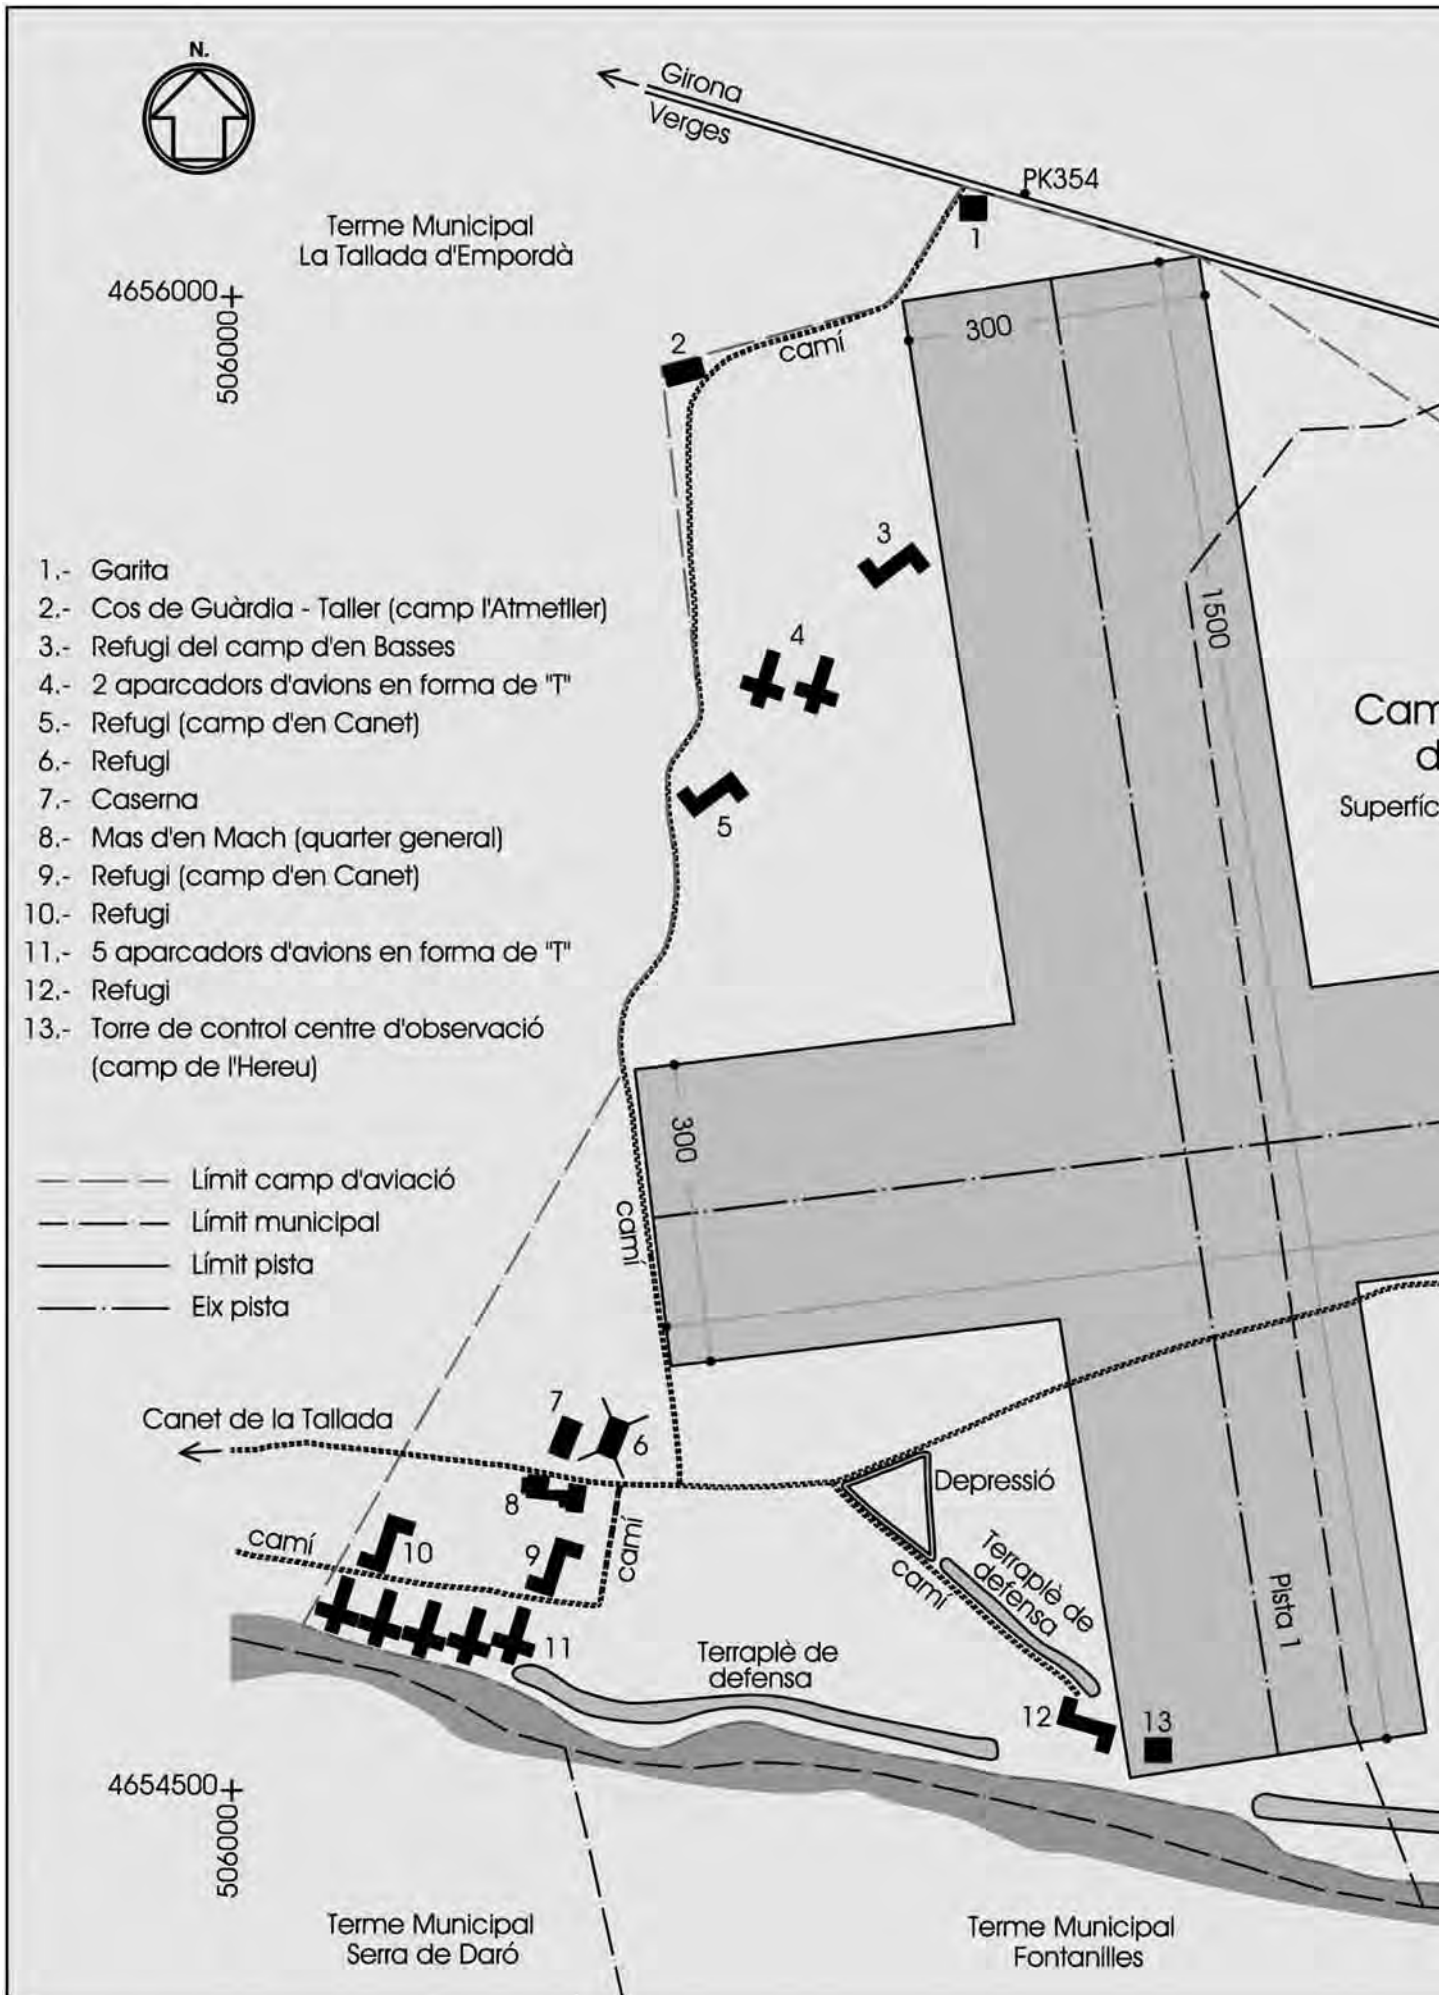 N.
Girona
Verges
PK354
1
Terme Municipal
La Tallada d'Empordà
4656000
506000
300
2
camí
3
1500
1.- Garita
2.- Cos de Guàrdia - Taller (camp l'Atmetller)
3.- Refugi del camp d'en Basses
4.- 2 aparcadors d'avions en forma de "T"
5.- Refugi (camp d'en Canet)
6.- Refugi
7.- Caserna
8.- Mas d'en Mach (quarter general)
9.- Refugi (camp d'en Canet)
10.- Refugi
11.- 5 aparcadors d'avions en forma de "T"
12.- Refugi
13.- Torre de control centre d'observació
(camp de l'Hereu)
4
Cam
d
Superfíc
5
300
camí
Límit camp d'aviació
Límit municipal
Límit pista
Eix pista
Canet de la Tallada
7
6
8
Depressió
camí
10
9
camí
camí
Terraplè de
defensa
Pista 1
11
Terraplè de
defensa
12
13
4654500
506000
Terme Municipal
Serra de Daró
Terme Municipal
Fontanilles